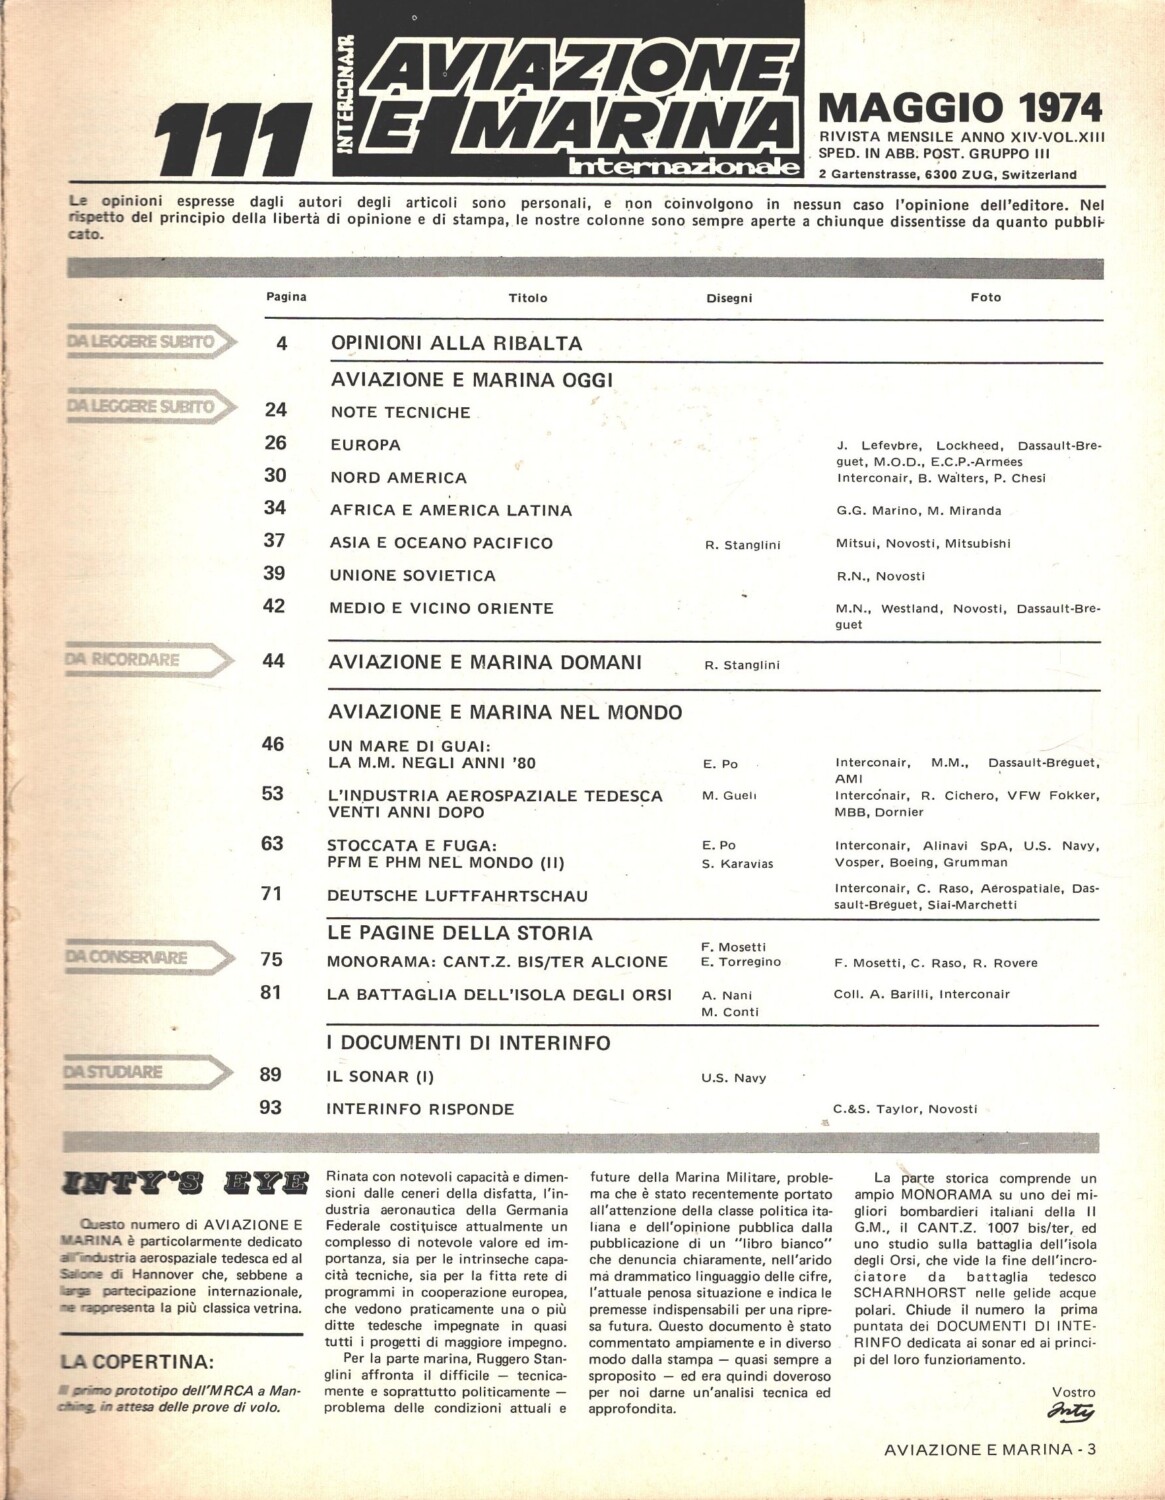 111
INTERCONAIR
AVIAZIONE
E MARINA
Internazionale
MAGGIO 1974
RIVISTA MENSILE ANNO XIV-VOL.XIII
SPED. IN ABB. POST. GRUPPO III
2 Gartenstrasse, 6300 ZUG, Switzerland
Le opinioni espresse dagli autori degli articoli sono personali, e non coinvolgono in nessun caso l'opinione dell'editore. Nel
rispetto del principio della libertà di opinione e di stampa, le nostre colonne sono sempre aperte a chiunque dissentisse da quanto pubbli-
cato.
Pagina Titolo Disegni Foto
DA LEGGERE SUBITO 4 OPINIONI ALLA RIBALTA
AVIAZIONE E MARINA OGGI
DA LEGGERE SUBITO 24 NOTE TECHNICHE
26 EUROPA J. Lefevbre, Lockheed, Dassault-Bre-
guet, M.O.D., E.C.P.-Armées
30 NORD AMERICA Interconair, B. Walters, P. Chesi
34 AFRICA E AMERICA LATINA G.G. Marino, M. Miranda
37 ASIA E OCEANO PACIFICO R. Stanglini Mitsui, Novosti, Mitsubishi
39 UNIONE SOVIETICA R.N., Novosti
42 MEDIO E VICINO ORIENTE M.N., Westland, Novosti, Dassault-Bre-
guet
DA RICORDARE 44 AVIAZIONE E MARINA DOMANI R. Stanglini
AVIAZIONE E MARINA NEL MONDO
46 UN MARE DI GUAI:
LA M.M. NEGLI ANNI '80 E. Po Interconair, M.M., Dassault-Bréguet,
AMI
53 L'INDUSTRIA AEROSPAZIALE TEDESCA M. Gueli Interconair, R. Cichero, VFW Fokker,
VENTI ANNI DOPO MBB, Dornier
63 STOCCATA E FUGA: E. Po Interconair, Alinavi SpA, U.S. Navy,
PFM E PHM NEL MONDO (II) S. Karavias Vosper, Boeing, Grumman
71 DEUTSCHE LUFTFAHRTSCHAU Interconair, C. Raso, Aérospatiale, Das-
sault-Bréguet, Siai-Marchetti
LE PAGINE DELLA STORIA
F. Mosetti
DA CONSERVARE 75 MONORAMA: CANT.Z. BIS/TER ALCIONE E. Torregino F. Mosetti, C. Raso, R. Rovere
81 LA BATTAGLIA DELL'ISOLA DEGLI ORSI A. Nani Coll. A. Barilli, Interconair
M. Conti
I DOCUMENTI DI INTERINFO
DA STUDIARE 89 IL SONAR (I) U.S. Navy
93 INTERINFO RISPONDE C.&S. Taylor, Novosti
INTY'S EYE
Questo numero di AVIAZIONE E
MARINA è particolarmente dedicato
all'industria aerospaziale tedesca ed al
Salone di Hannover che, sebbene a
larga partecipazione internazionale,
ne rappresenta la più classica vetrina.
LA COPERTINA:
Il primo prototipo dell'MRCA a Man-
ching, in attesa delle prove di volo.
Rinata con notevoli capacità e dimen-
sioni dalle ceneri della disfatta, l'in-
dustria aeronautica della Germania
Federale costituisce attualmente un
complesso di notevole valore ed im-
portanza, sia per le intrinseche capa-
cità tecniche, sia per la fitta rete di
programmi in cooperazione europea,
che vedono praticamente una o più
ditte tedesche impegnate in quasi
tutti i progetti di maggiore impegno.
Per la parte marina, Ruggero Stan-
glini affronta il difficile — tecnica-
mente e soprattutto politicamente —
problema delle condizioni attuali e
future della Marina Militare, proble-
ma che è stato recentemente portato
all'attenzione della classe politica ita-
liana e dell'opinione pubblica dalla
pubblicazione di un "libro bianco"
che denuncia chiaramente, nell'arido
má drammatico linguaggio delle cifre,
l'attuale penosa situazione e indica le
premesse indispensabili per una ripre-
sa futura. Questo documento è stato
commentato ampiamente e in diverso
modo dalla stampa — quasi sempre a
sproposito — ed era quindi doveroso
per noi darne un'analisi tecnica ed
approfondita.
La parte storica comprende un
ampio MONORAMA su uno dei mi-
gliori bombardieri italiani della II
G.M., il CANT.Z. 1007 bis/ter, ed
uno studio sulla battaglia dell'isola
degli Orsi, che vide la fine dell'incro-
ciatore da battaglia tedesco
SCHARNHORST nelle gelide acque
polari. Chiude il numero la prima
puntata dei DOCUMENTI DI INTE-
RINFO dedicata ai sonar ed ai princi-
pi del loro funzionamento.
Vostro
Inty
AVIAZIONE E MARINA - 3